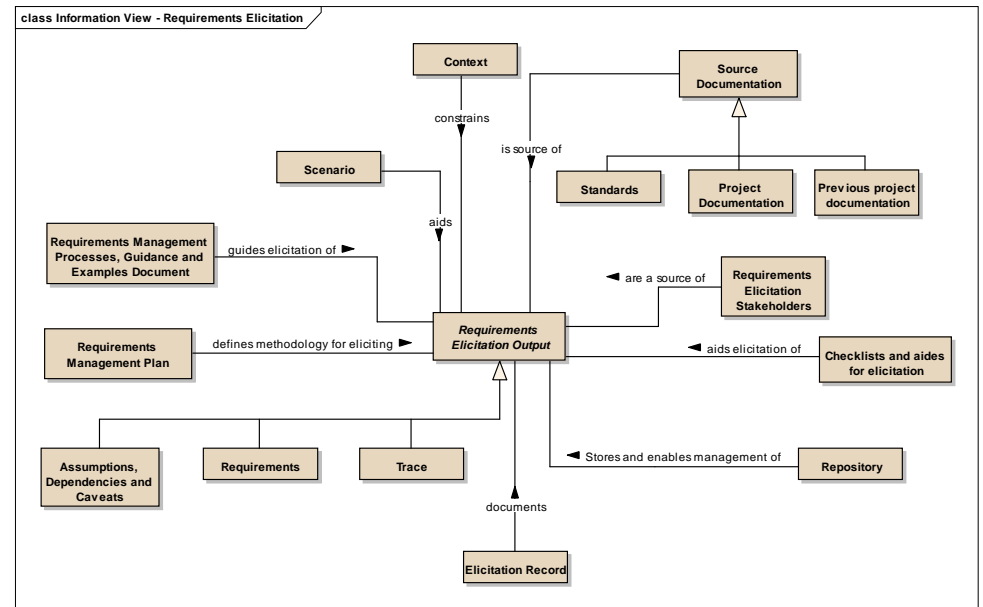 class Information View - Requirements Elicitation
Context
Source
Documentation
constrains
is source of
Scenario
Standards
Project
Documentation
Previous project
documentation
aids
Requirements Management
Processes, Guidance and
Examples Document
guides elicitation of
are a source of
Requirements
Elicitation
Stakeholders
Requirements
Elicitation Output
Requirements
Management Plan
defines methodology for eliciting
aids elicitation of
Checklists and aides
for elicitation
Assumptions,
Dependencies and
Caveats
Requirements
Trace
Stores and enables management of
Repository
documents
Elicitation Record